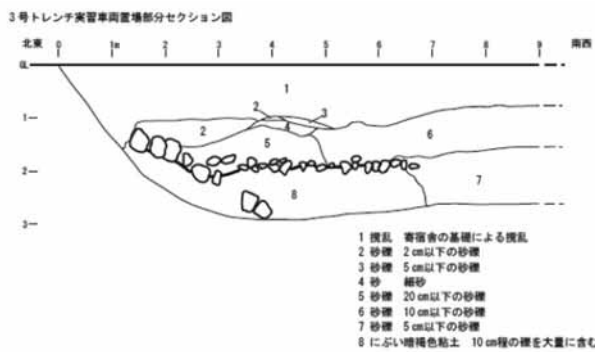 3号トレンチ実習車両置場部分セクション図
北東 0 1m 2 3 4 5 6 7 8 9 南西
GL
1
1
2
3
2
4
6
5
2
7
8
3
1 撹乱 寄宿舎の基礎による撹乱
2 砂礫 2cm以下の砂礫
3 砂礫 5cm以下の砂礫
4 砂 細砂
5 砂礫 20cm以下の砂礫
6 砂礫 10cm以下の砂礫
7 砂礫 5cm以下の砂礫
8 にぶい暗褐色粘土 10cm程の礫を大量に含む